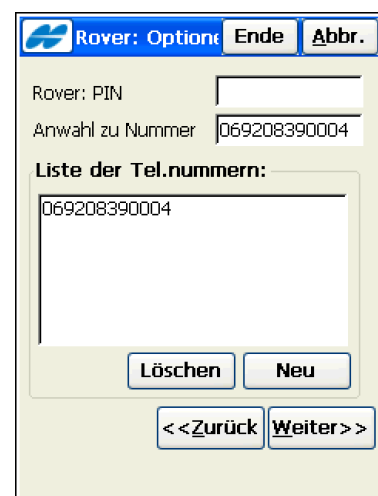 Rover: Optione Ende Abbr.
Rover: PIN
Anwahl zu Nummer 069208390004
Liste der Tel.nummern:
069208390004
Löschen Neu
<<Zurück Weiter>>